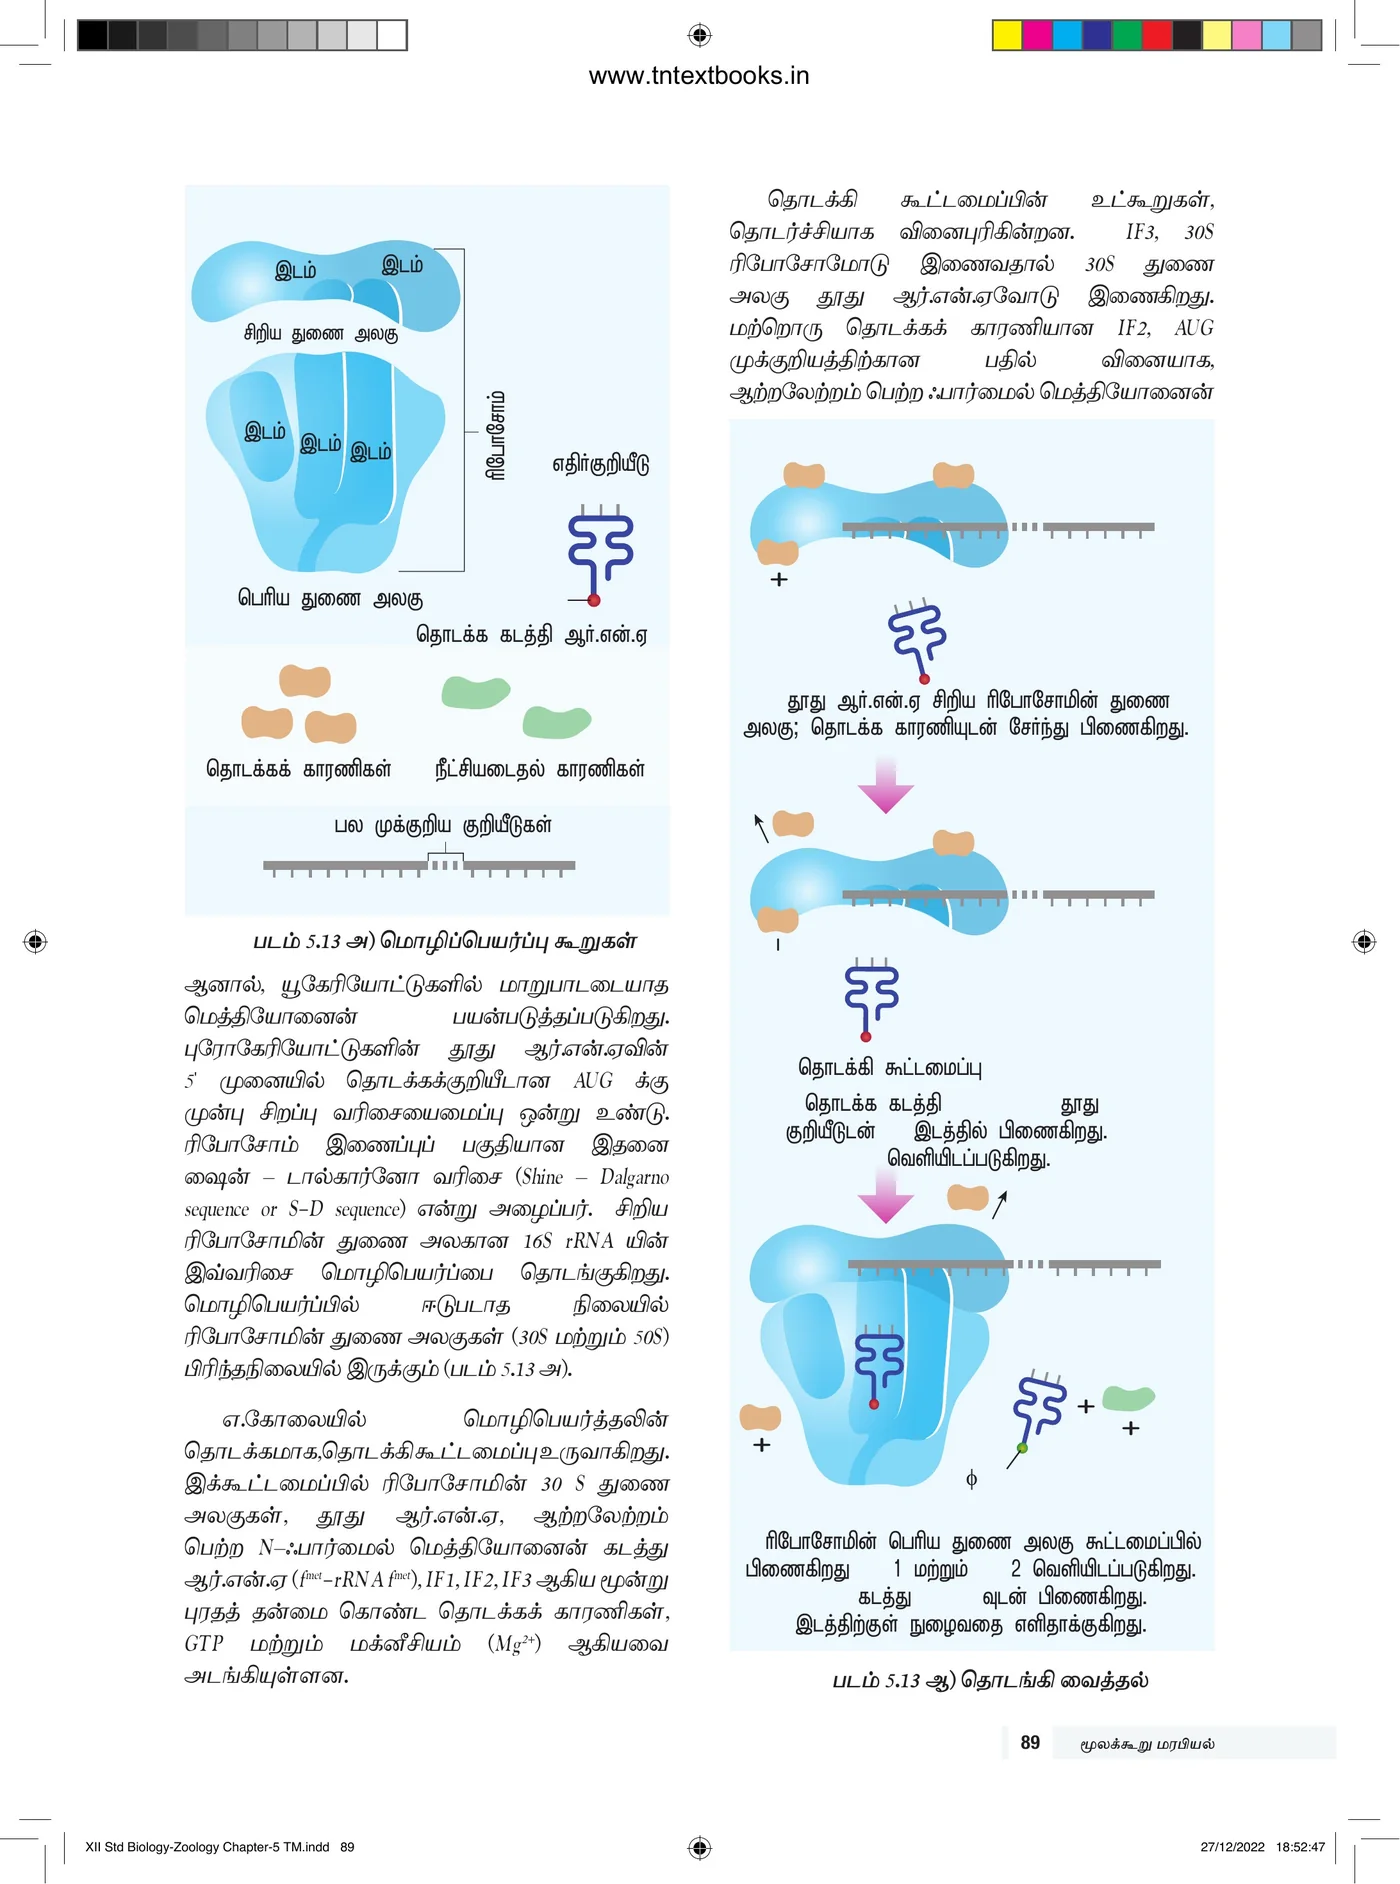 www.tntextbooks.in
இடம்
இடம்
சிறிய துணை அலகு
இடம்
இடம்
இடம்
ரிபோசோம்
எதிர்குறியீடு
பெரிய துணை அலகு
தொடக்க கடத்தி ஆர்.என்.ஏ
தொடக்கக் காரணிகள்
நீட்சியடைதல் காரணிகள்
பல முக்குறிய குறியீடுகள்
படம் 5.13 அ) மொழிப்பெயர்ப்பு கூறுகள்
ஆனால், யூகேரியோட்டுகளில் மாறுபாடடையாத
மெத்தியோனைன் பயன்படுத்தப்படுகிறது.
புரோகேரியோட்டுகளின் தூது ஆர்.என்.ஏவின்
5' முனையில் தொடக்கக்குறியீடான AUG க்கு
முன்பு சிறப்பு வரிசையமைப்பு ஒன்று உண்டு.
ரிபோசோம் இணைப்புப் பகுதியான இதனை
ஷைன் – டால்கார்னோ வரிசை (Shine – Dalgarno
sequence or S-D sequence) என்று அழைப்பர். சிறிய
ரிபோசோமின் துணை அலகான 16S rRNA யின்
இவ்வரிசை மொழிபெயர்ப்பை தொடங்குகிறது.
மொழிபெயர்ப்பில் ஈடுபடாத நிலையில்
ரிபோசோமின் துணை அலகுகள் (30S மற்றும் 50S)
பிரிந்தநிலையில் இருக்கும் (படம் 5.13 அ).
எ.கோலையில் மொழிபெயர்த்தலின்
தொடக்கமாக,தொடக்கி கூட்டமைப்பு உருவாகிறது.
இக்கூட்டமைப்பில் ரிபோசோமின் 30 S துணை
அலகுகள், தூது ஆர்.என்.ஏ, ஆற்றலேற்றம்
பெற்ற N–ஃபார்மைல் மெத்தியோனைன் கடத்து
ஆர்.என்.ஏ (fmet-rRNA fmet), IF1, IF2, IF3 ஆகிய மூன்று
புரதத் தன்மை கொண்ட தொடக்கக் காரணிகள்,
GTP மற்றும் மக்னீசியம் (Mg2+) ஆகியவை
அடங்கியுள்ளன.
தொடக்கி கூட்டமைப்பின் உட்கூறுகள்,
தொடர்ச்சியாக வினைபுரிகின்றன. IF3, 30S
ரிபோசோமோடு இணைவதால் 30S துணை
அலகு தூது ஆர்.என்.ஏவோடு இணைகிறது.
மற்றொரு தொடக்கக் காரணியான IF2, AUG
முக்குறியத்திற்கான பதில் வினையாக,
ஆற்றலேற்றம் பெற்ற ஃபார்மைல் மெத்தியோனைன்
+
தூது ஆர்.என்.ஏ சிறிய ரிபோசோமின் துணை
அலகு; தொடக்க காரணியுடன் சேர்ந்து பிணைகிறது.
தொடக்கி கூட்டமைப்பு
தொடக்க கடத்தி தூது
குறியீடுடன் இடத்தில் பிணைகிறது.
வெளியிடப்படுகிறது.
+
+
+
ϕ
ரிபோசோமின் பெரிய துணை அலகு கூட்டமைப்பில்
பிணைகிறது 1 மற்றும் 2 வெளியிடப்படுகிறது.
கடத்து வுடன் பிணைகிறது.
இடத்திற்குள் நுழைவதை எளிதாக்குகிறது.
படம் 5.13 ஆ) தொடங்கி வைத்தல்
89 மூலக்கூறு மரபியல்
XII Std Biology-Zoology Chapter-5 TM.indd 89
27/12/2022 18:52:47